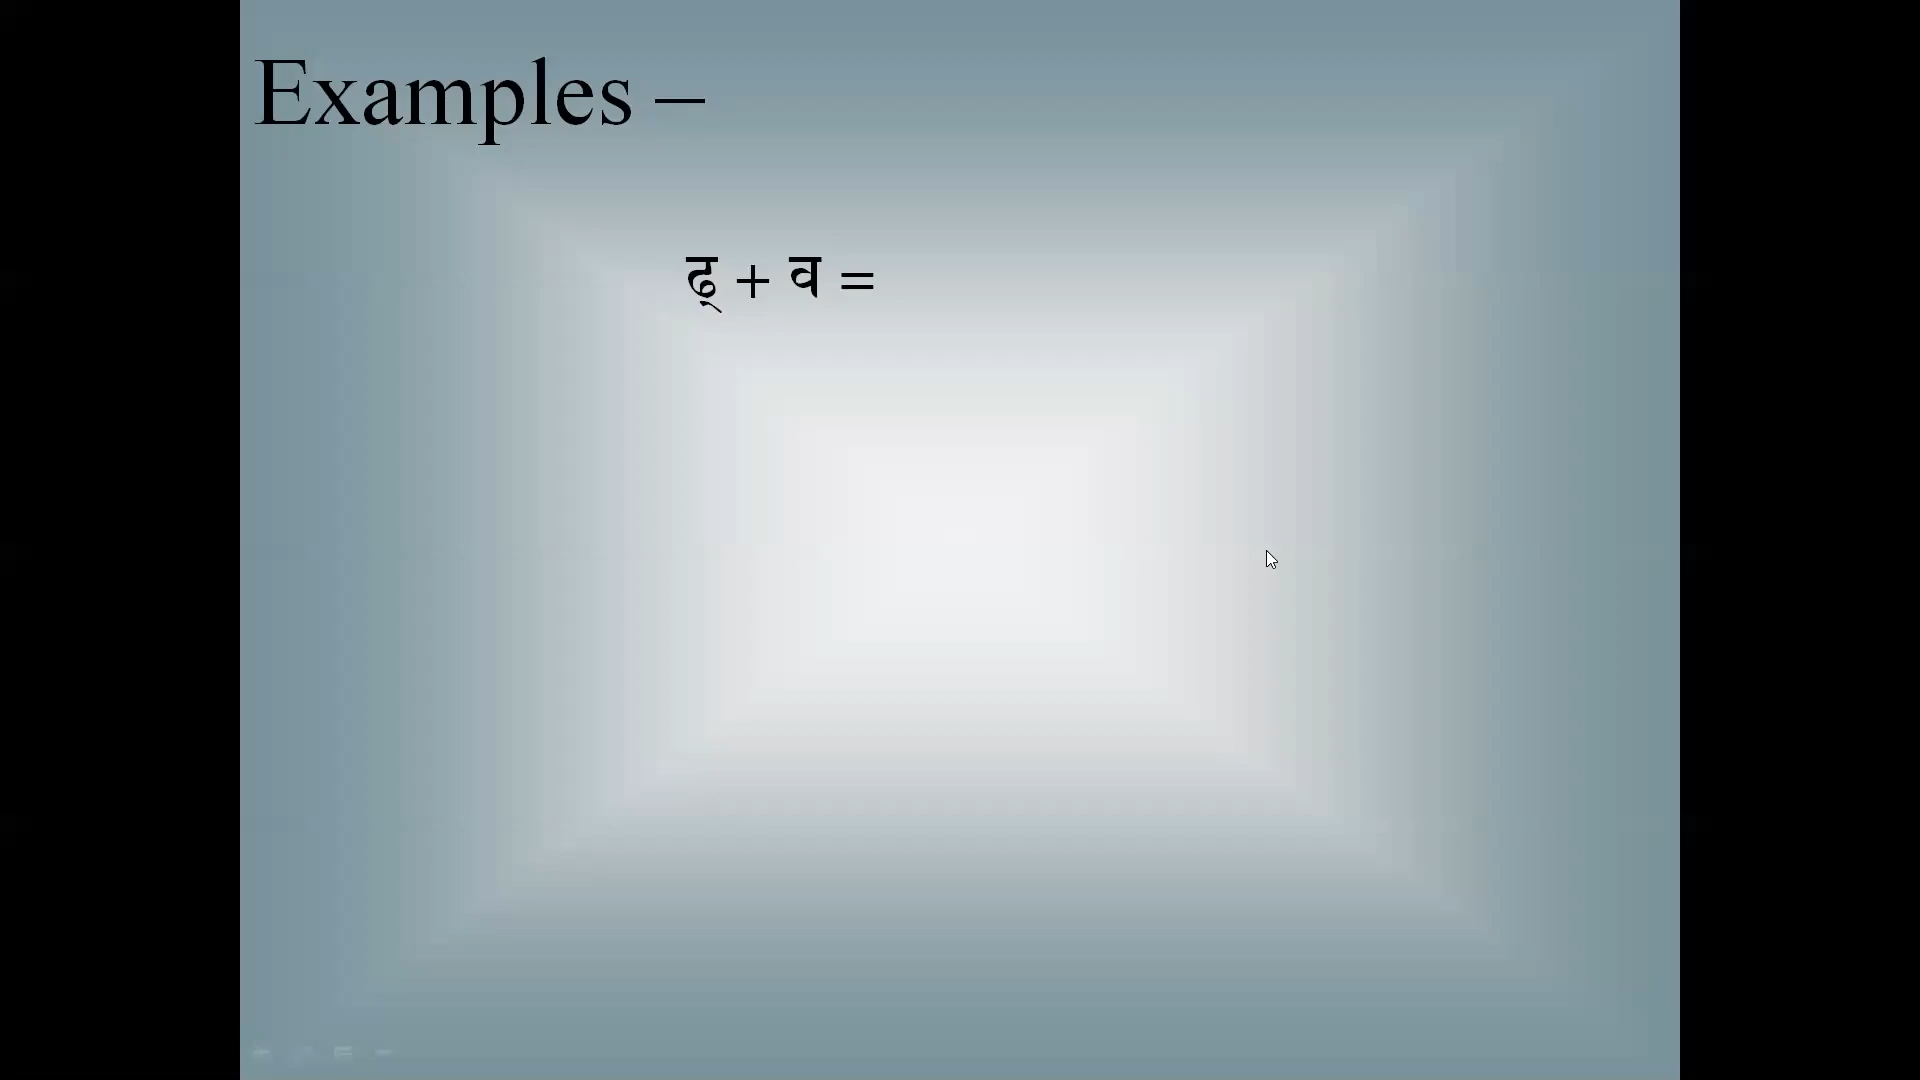 Examples –
ढ् + व =